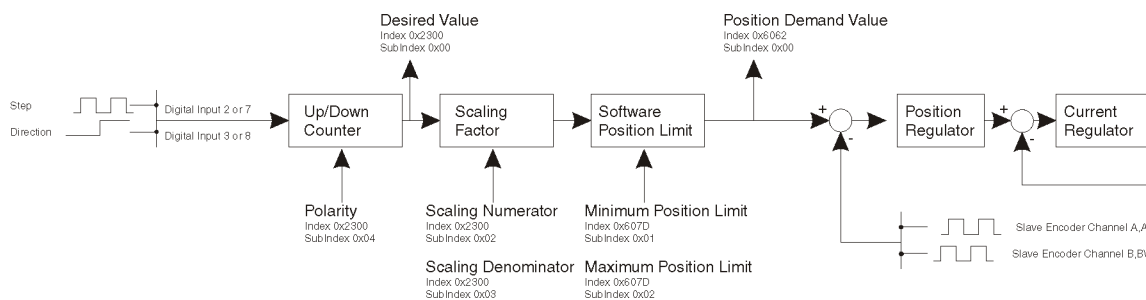 Desired Value
Index 0x2300
SubIndex 0x00
Position Demand Value
Index 0x6062
SubIndex 0x00
Step
Direction
Digital Input 2 or 7
Digital Input 3 or 8
Up/Down
Counter
Scaling
Factor
Software
Position Limit
+
-
Position
Regulator
+
-
Current
Regulator
Polarity
Index 0x2300
SubIndex 0x04
Scaling Numerator
Index 0x2300
SubIndex 0x02
Scaling Denominator
Index 0x2300
SubIndex 0x03
Minimum Position Limit
Index 0x607D
SubIndex 0x01
Maximum Position Limit
Index 0x607D
SubIndex 0x02
Slave Encoder Channel A,A
Slave Encoder Channel B,B\